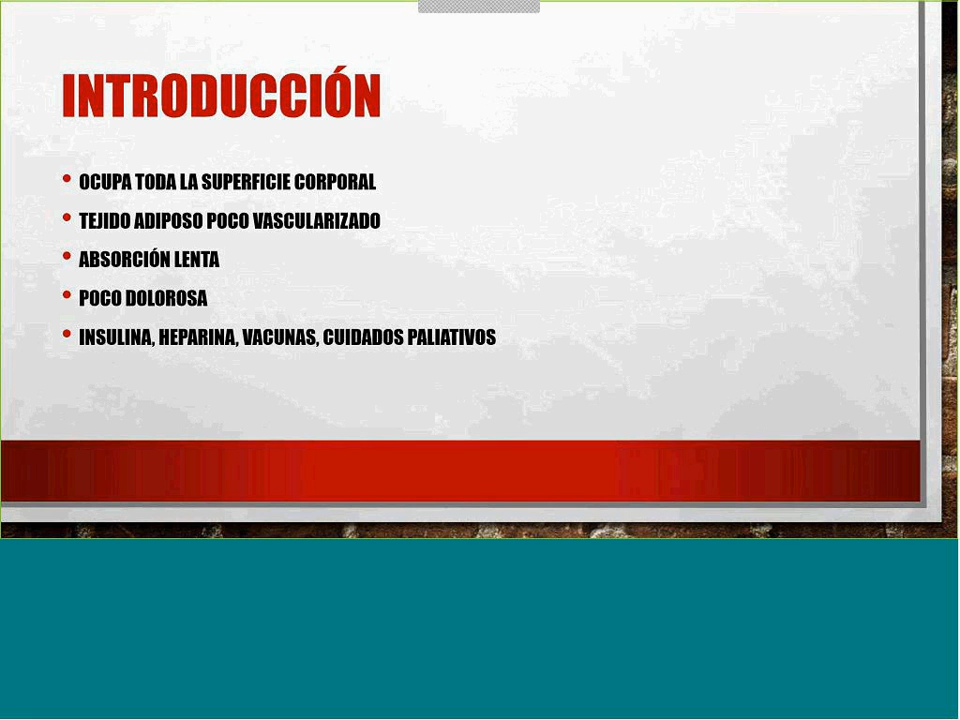 INTRODUCCIÓN
• OCUPA TODA LA SUPERFICIE CORPORAL
• TEJIDO ADIPOSO POCO VASCULARIZADO
• ABSORCIÓN LENTA
• POCO DOLOROSA
• INSULINA, HEPARINA, VACUNAS, CUIDADOS PALIATIVOS